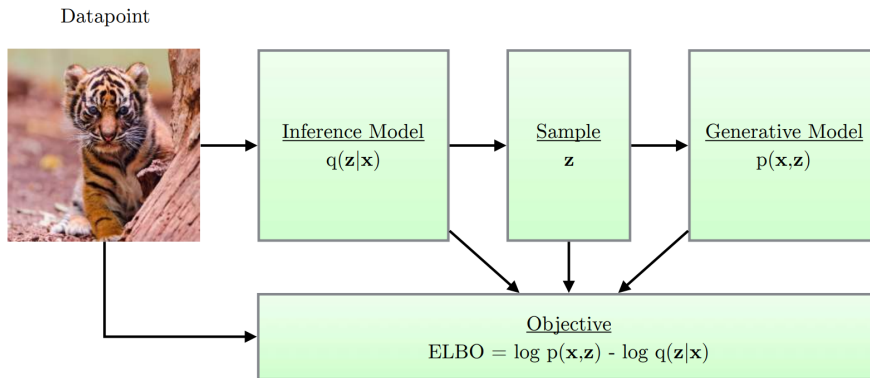 Datapoint
Inference Model
q(z|x)
Sample
z
Generative Model
p(x,z)
Objective
ELBO = log p(x,z) - log q(z|x)